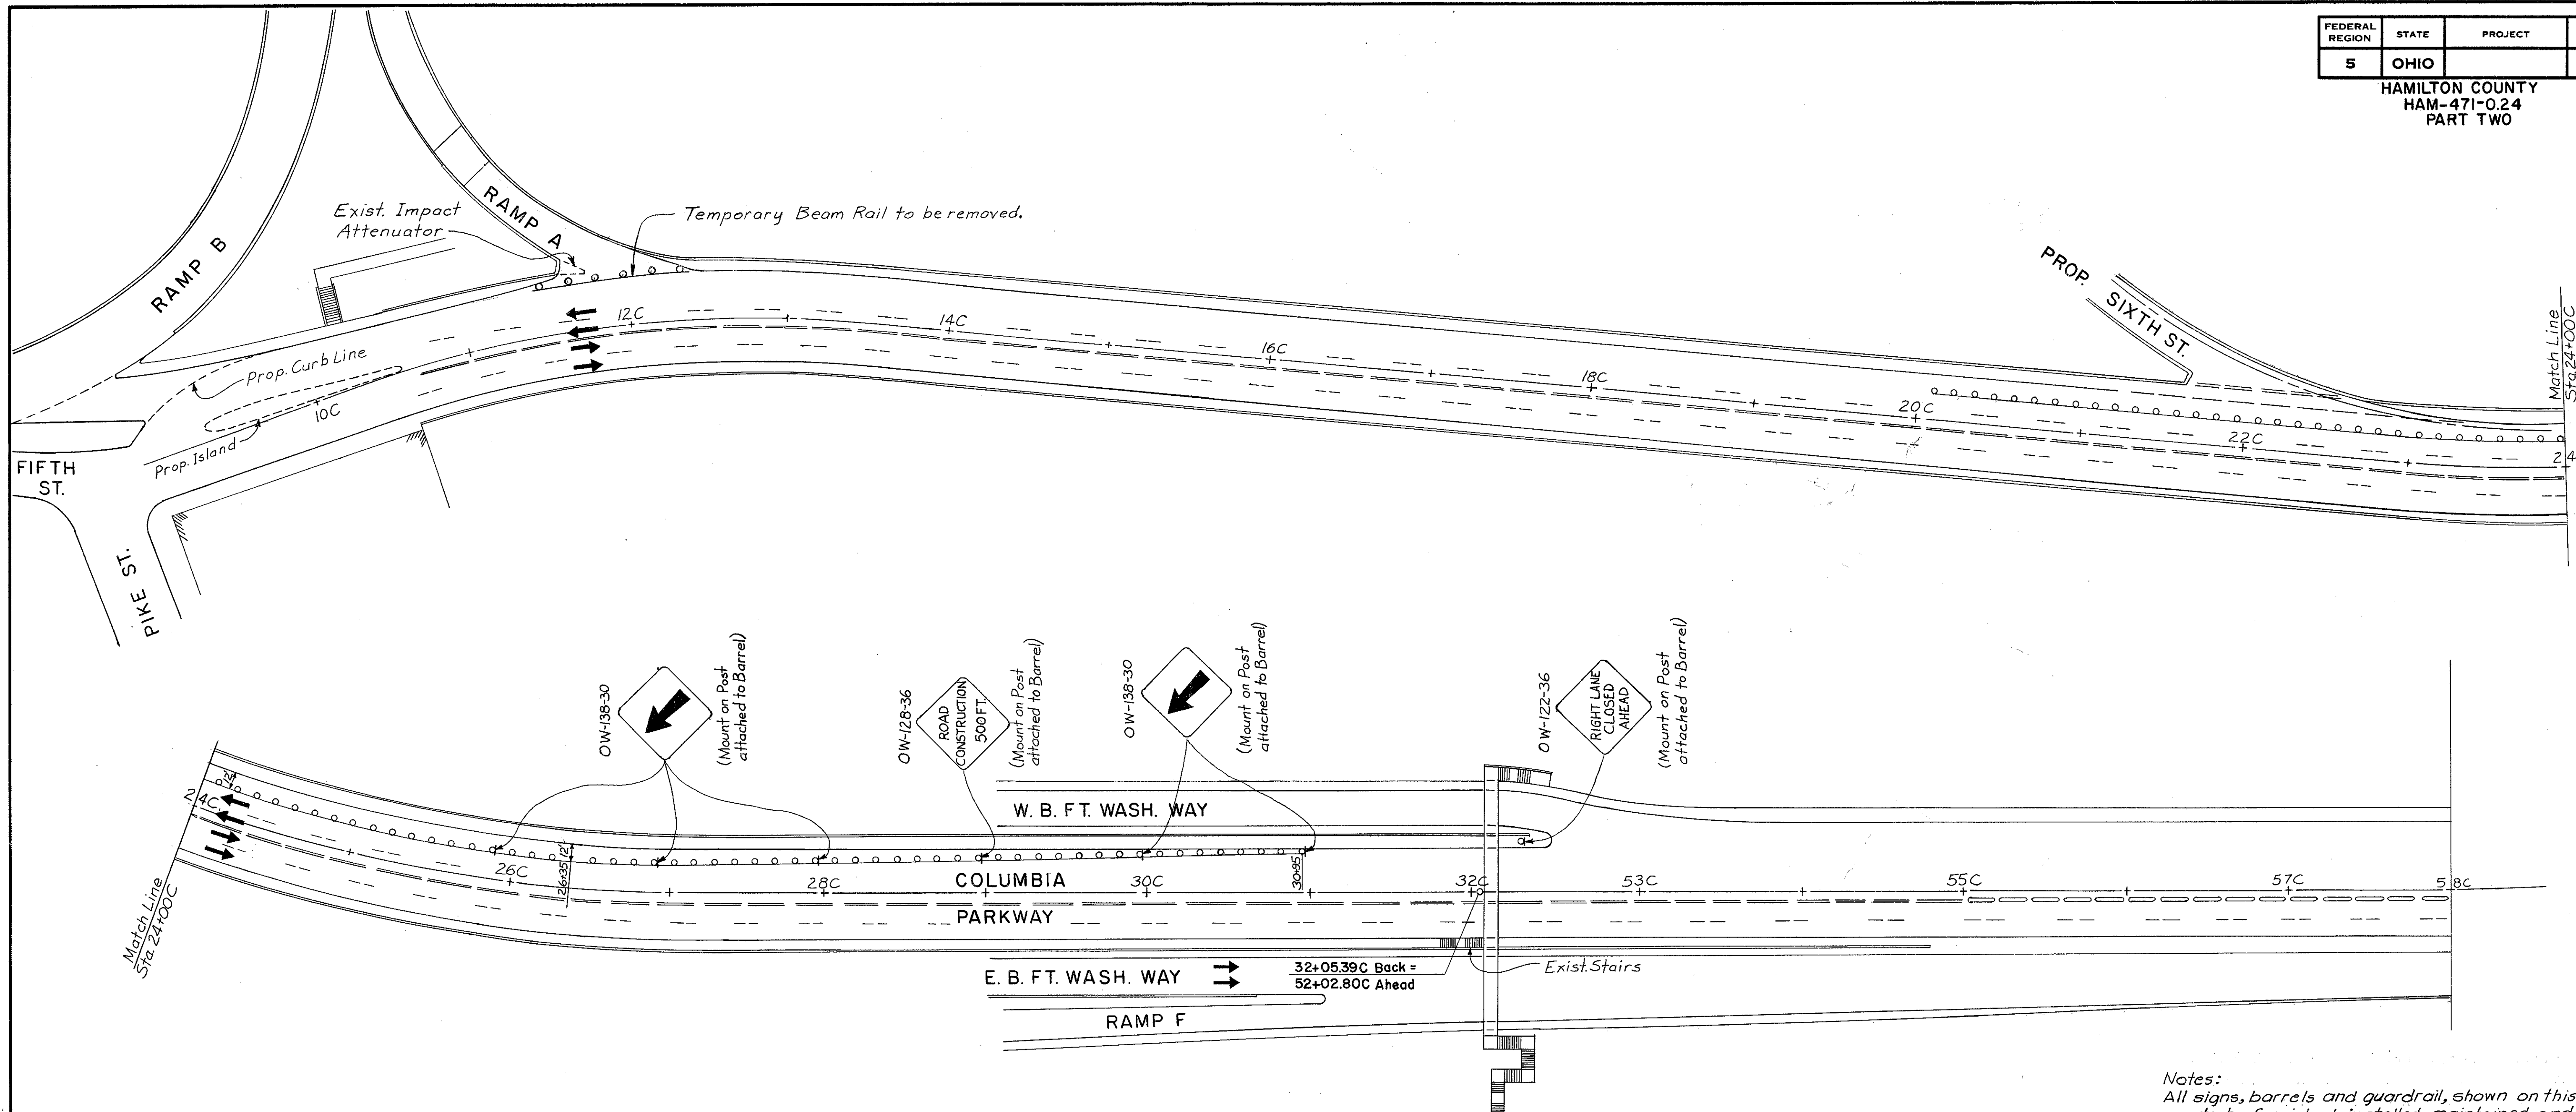 FEDERAL REGION
STATE
PROJECT
5
OHIO
HAMILTON COUNTY
HAM-471-0.24
PART TWO
RAMP B
Exist. Impact
Attenuator
RAMP A
Temporary Beam Rail to be removed.
Prop. Curb Line
Prop. Island
FIFTH
ST.
PIKE ST.
10C
12C
14C
16C
18C
20C
22C
24
PROP. SIXTH ST.
Match Line
Sta. 24+00C
OW-138-30
(Mount on Post
attached to Barrel)
OW-128-36
ROAD
CONSTRUCTION
500 FT.
(Mount on Post
attached to Barrel)
OW-138-30
(Mount on Post
attached to Barrel)
OW-122-36
RIGHT LANE
CLOSED
AHEAD
(Mount on Post
attached to Barrel)
Match Line
Sta. 24+00C
12'
24C
26C
26+35
12'
28C
30C
30+95
32C
53C
55C
57C
58C
W. B. FT. WASH. WAY
COLUMBIA
PARKWAY
E. B. FT. WASH. WAY
32+05.39C Back =
52+02.80C Ahead
Exist. Stairs
RAMP F
Notes:
All signs, barrels and guardrail, shown on this